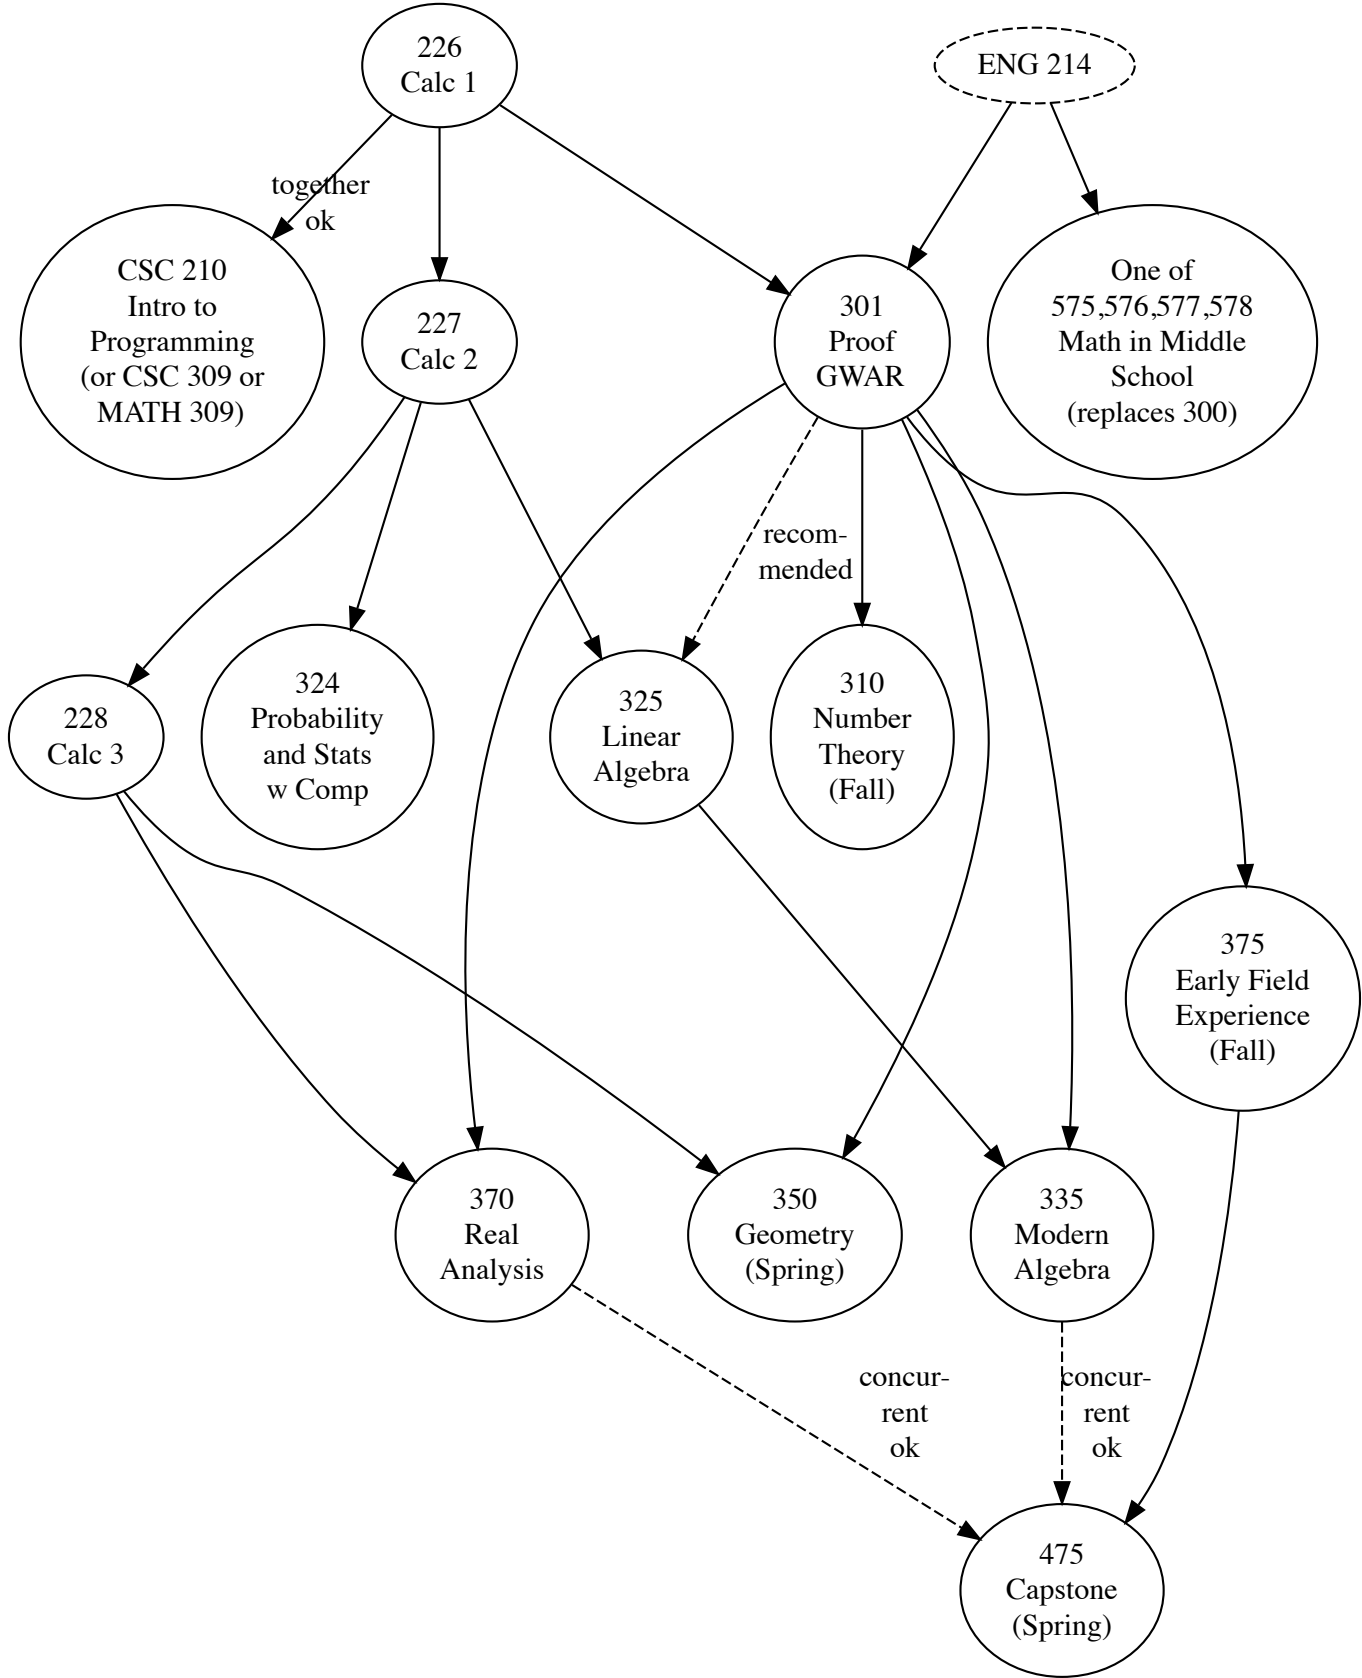 226
Calc 1
ENG 214
together
ok
CSC 210
Intro to
Programming
(or CSC 309 or
MATH 309)
227
Calc 2
301
Proof
GWAR
One of
575,576,577,578
Math in Middle
School
(replaces 300)
recom-
mended
228
Calc 3
324
Probability
and Stats
w Comp
325
Linear
Algebra
310
Number
Theory
(Fall)
375
Early Field
Experience
(Fall)
370
Real
Analysis
350
Geometry
(Spring)
335
Modern
Algebra
concur-
rent
ok
concur-
rent
ok
475
Capstone
(Spring)